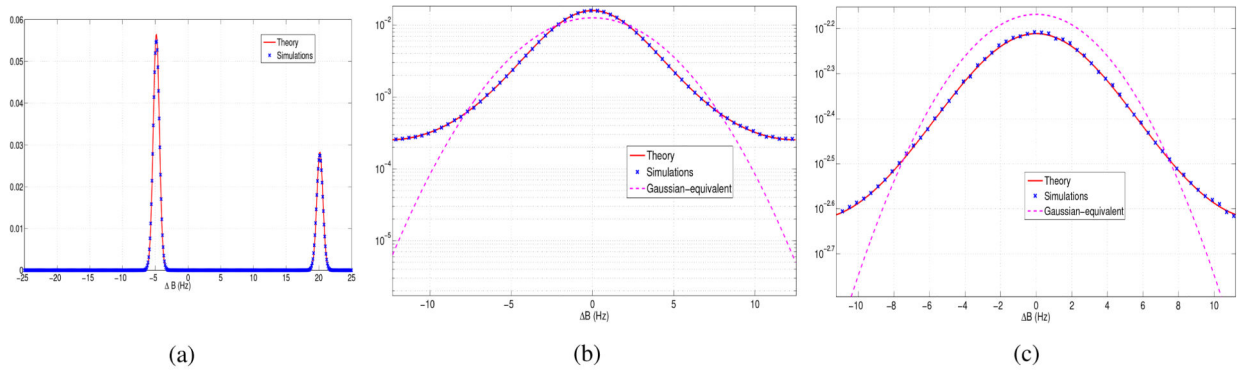 0.06
0.05
0.04
0.03
0.02
0.01
0
−25 −20 −15 −10 −5 0 5 10 15 20 25
Δ B (Hz)
Theory
Simulations
(a)
10^−2
10^−3
10^−4
10^−5
−10 −5 0 5 10
ΔB (Hz)
Theory
Simulations
Gaussian−equivalent
(b)
10^−2.2
10^−2.3
10^−2.4
10^−2.5
10^−2.6
10^−2.7
−10 −8 −6 −4 −2 0 2 4 6 8 10
ΔB (Hz)
Theory
Simulations
Gaussian−equivalent
(c)